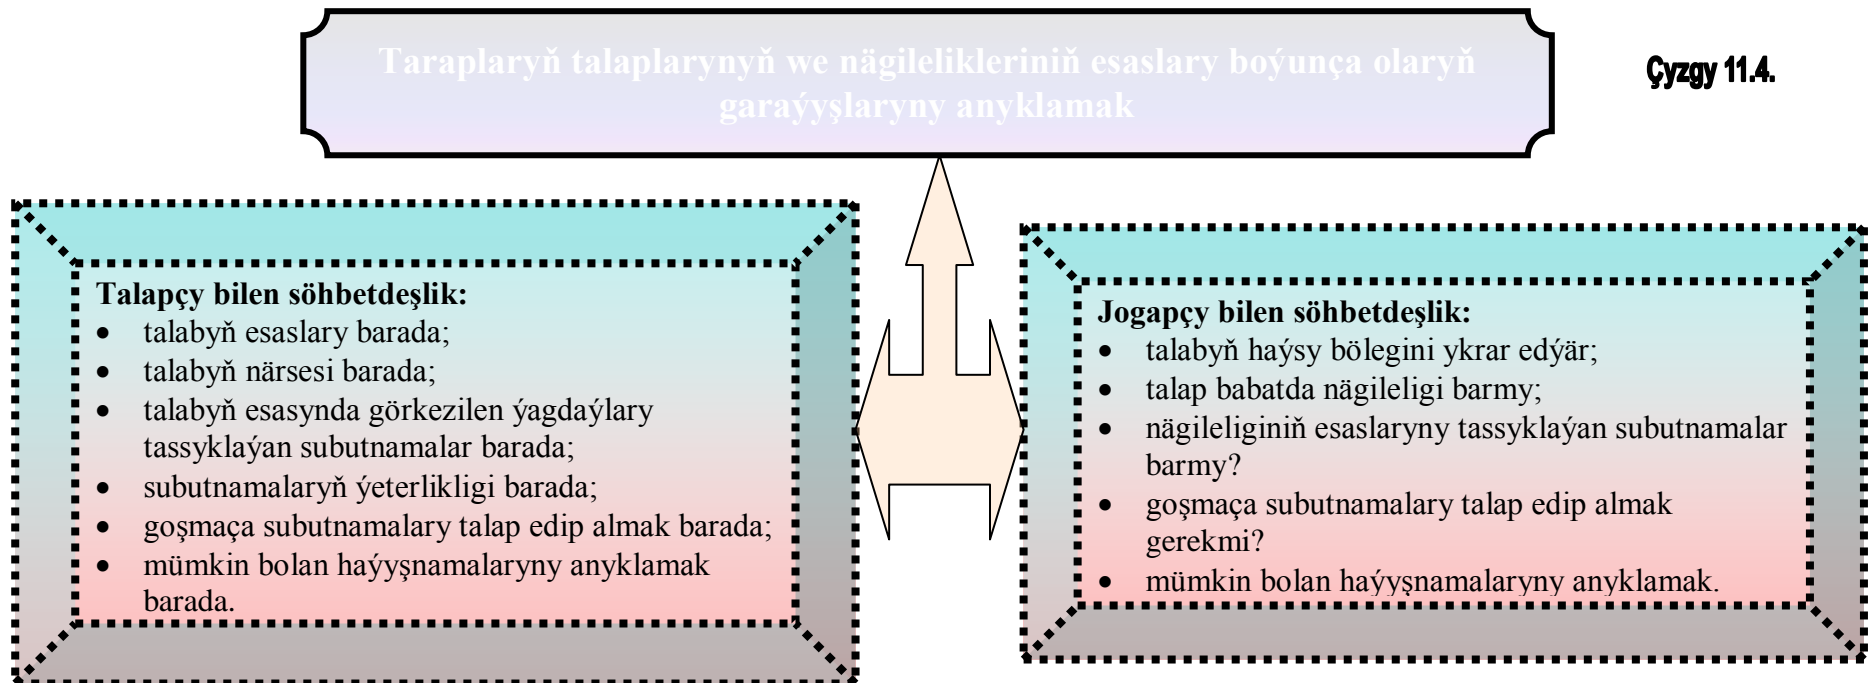 Taraplaryň talaplarynyň we nägilelikleriniň esaslary boýunça olaryň
garaýyşlaryny anyklamak
Çyzgy 11.4.
Talapçy bilen söhbetdeşlik:
• talabyň esaslary barada;
• talabyň närsesi barada;
• talabyň esasynda görkezilen ýagdaýlary
tassyklaýan subutnamalar barada;
• subutnamalaryň ýeterlikligi barada;
• goşmaça subutnamalary talap edip almak barada;
• mümkin bolan haýyşnamalaryny anyklamak
barada.
Jogapçy bilen söhbetdeşlik:
• talabyň haýsy bölegini ykrar edýär;
• talap babatda nägileligi barmy;
• nägileliginiň esaslaryny tassyklaýan subutnamalar
barmy?
• goşmaça subutnamalary talap edip almak
gerekmi?
• mümkin bolan haýyşnamalaryny anyklamak.